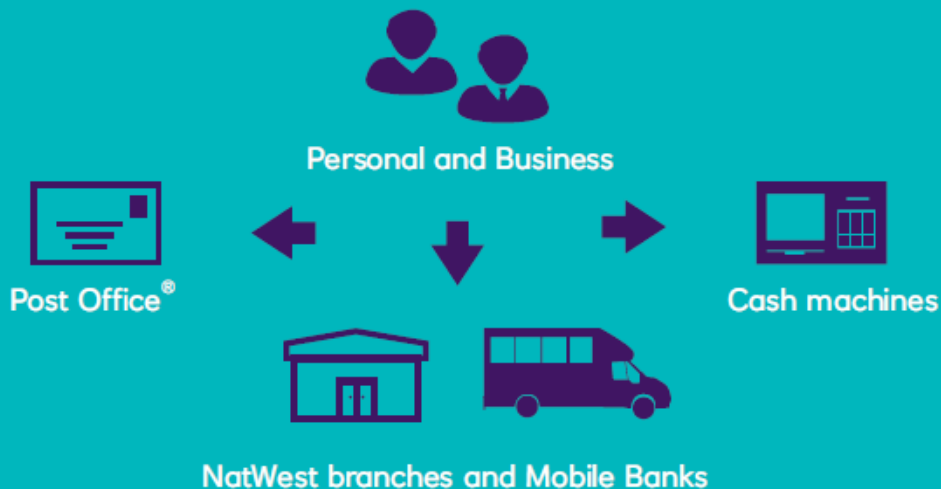 Personal and Business
Post Office®
Cash machines
NatWest branches and Mobile Banks